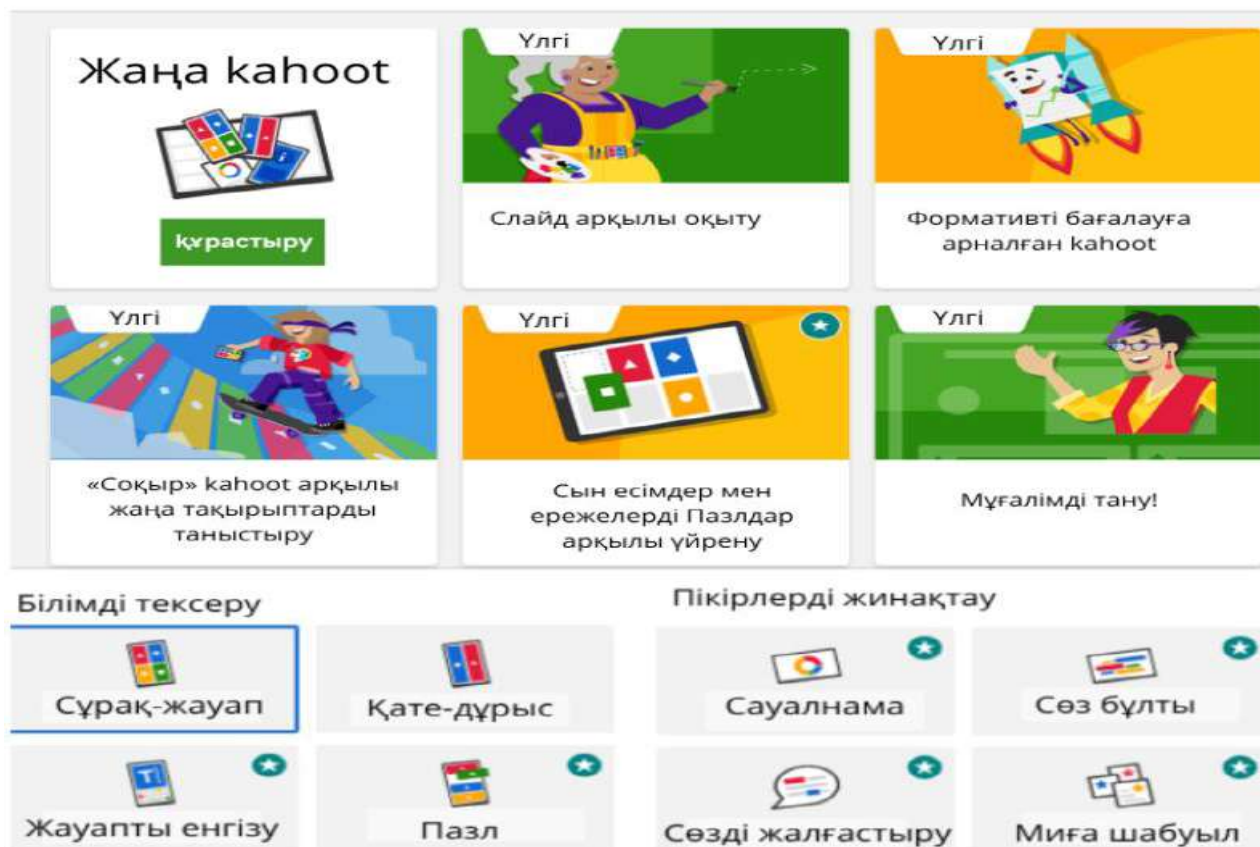 Жаңа kahoot
құрастыру
Үлгі
Слайд арқылы оқыту
Үлгі
Формативті бағалауға
арналған kahoot
Үлгі
«Соқыр» kahoot арқылы
жаңа тақырыптарды
таныстыру
Үлгі
Сын есімдер мен
ережелерді Пазлдар
арқылы үйрену
Үлгі
Мұғалімді тану!
Білімді тексеру
Сұрақ-жауап
Қате-дұрыс
Жауапты енгізу
Пазл
Пікірлерді жинақтау
Сауалнама
Сөз бұлты
Сөзді жалғастыру
Миға шабуыл